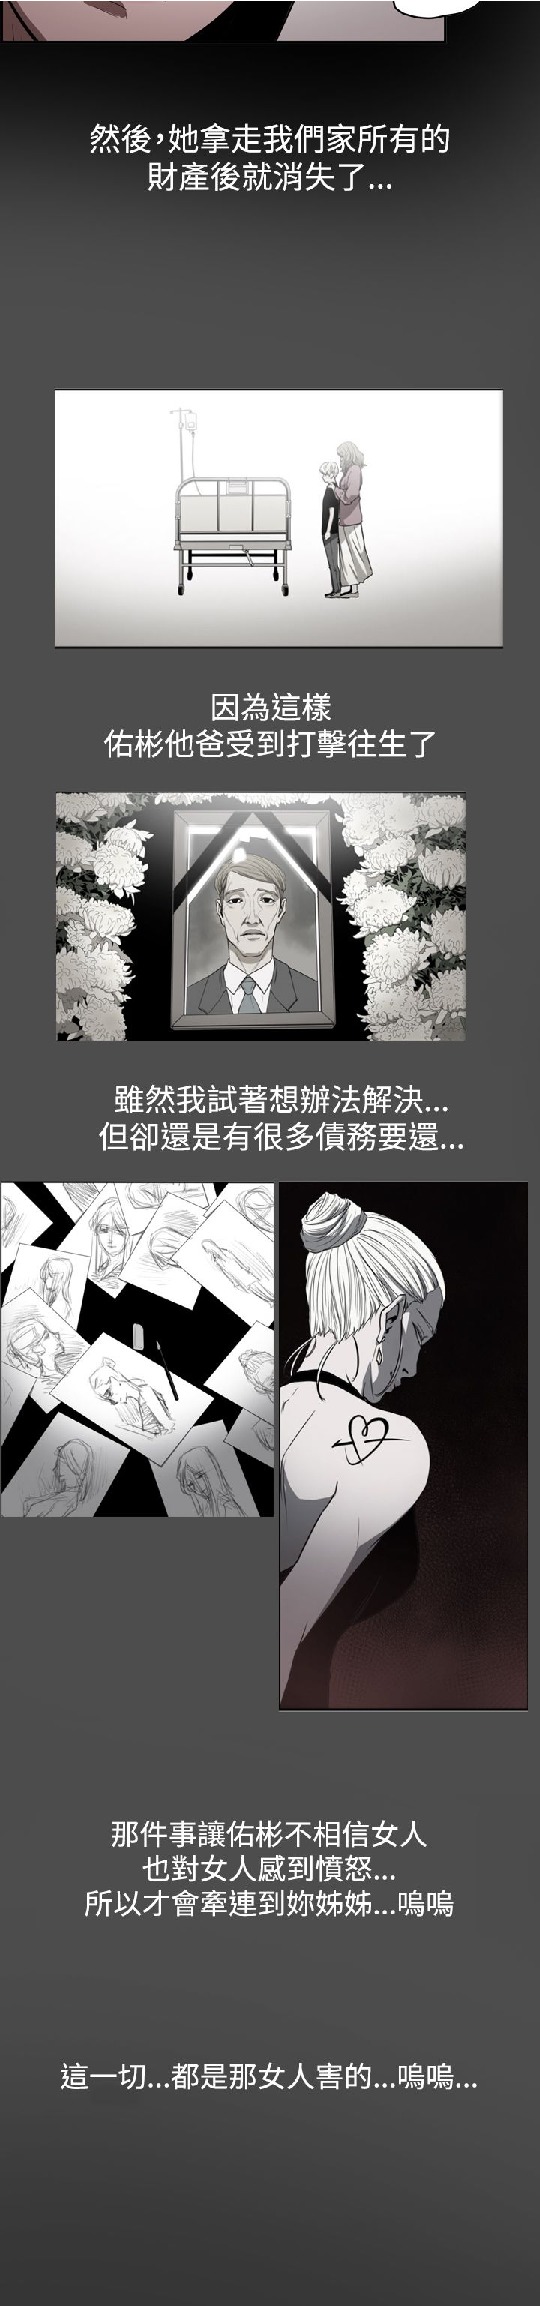 然後，她拿走我們家所有的
財產後就消失了...
因為這樣
佑彬他爸受到打擊往生了
雖然我試著想辦法解決...
但卻還是有很多債務要還...
那件事讓佑彬不相信女人
也對女人感到憤怒...
所以才會牽連到妳姊姊...嗚嗚
這一切...都是那女人害的...嗚嗚...